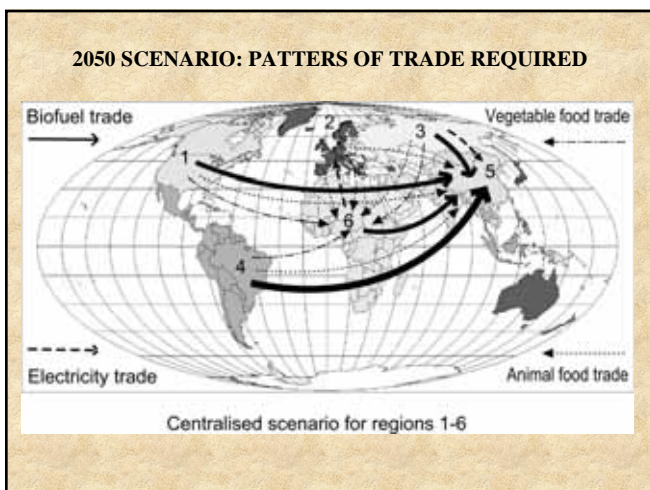 2050 SCENARIO: PATTERS OF TRADE REQUIRED
Biofuel trade
Vegetable food trade
1
2
3
4
5
6
Electricity trade
Animal food trade
Centralised scenario for regions 1-6